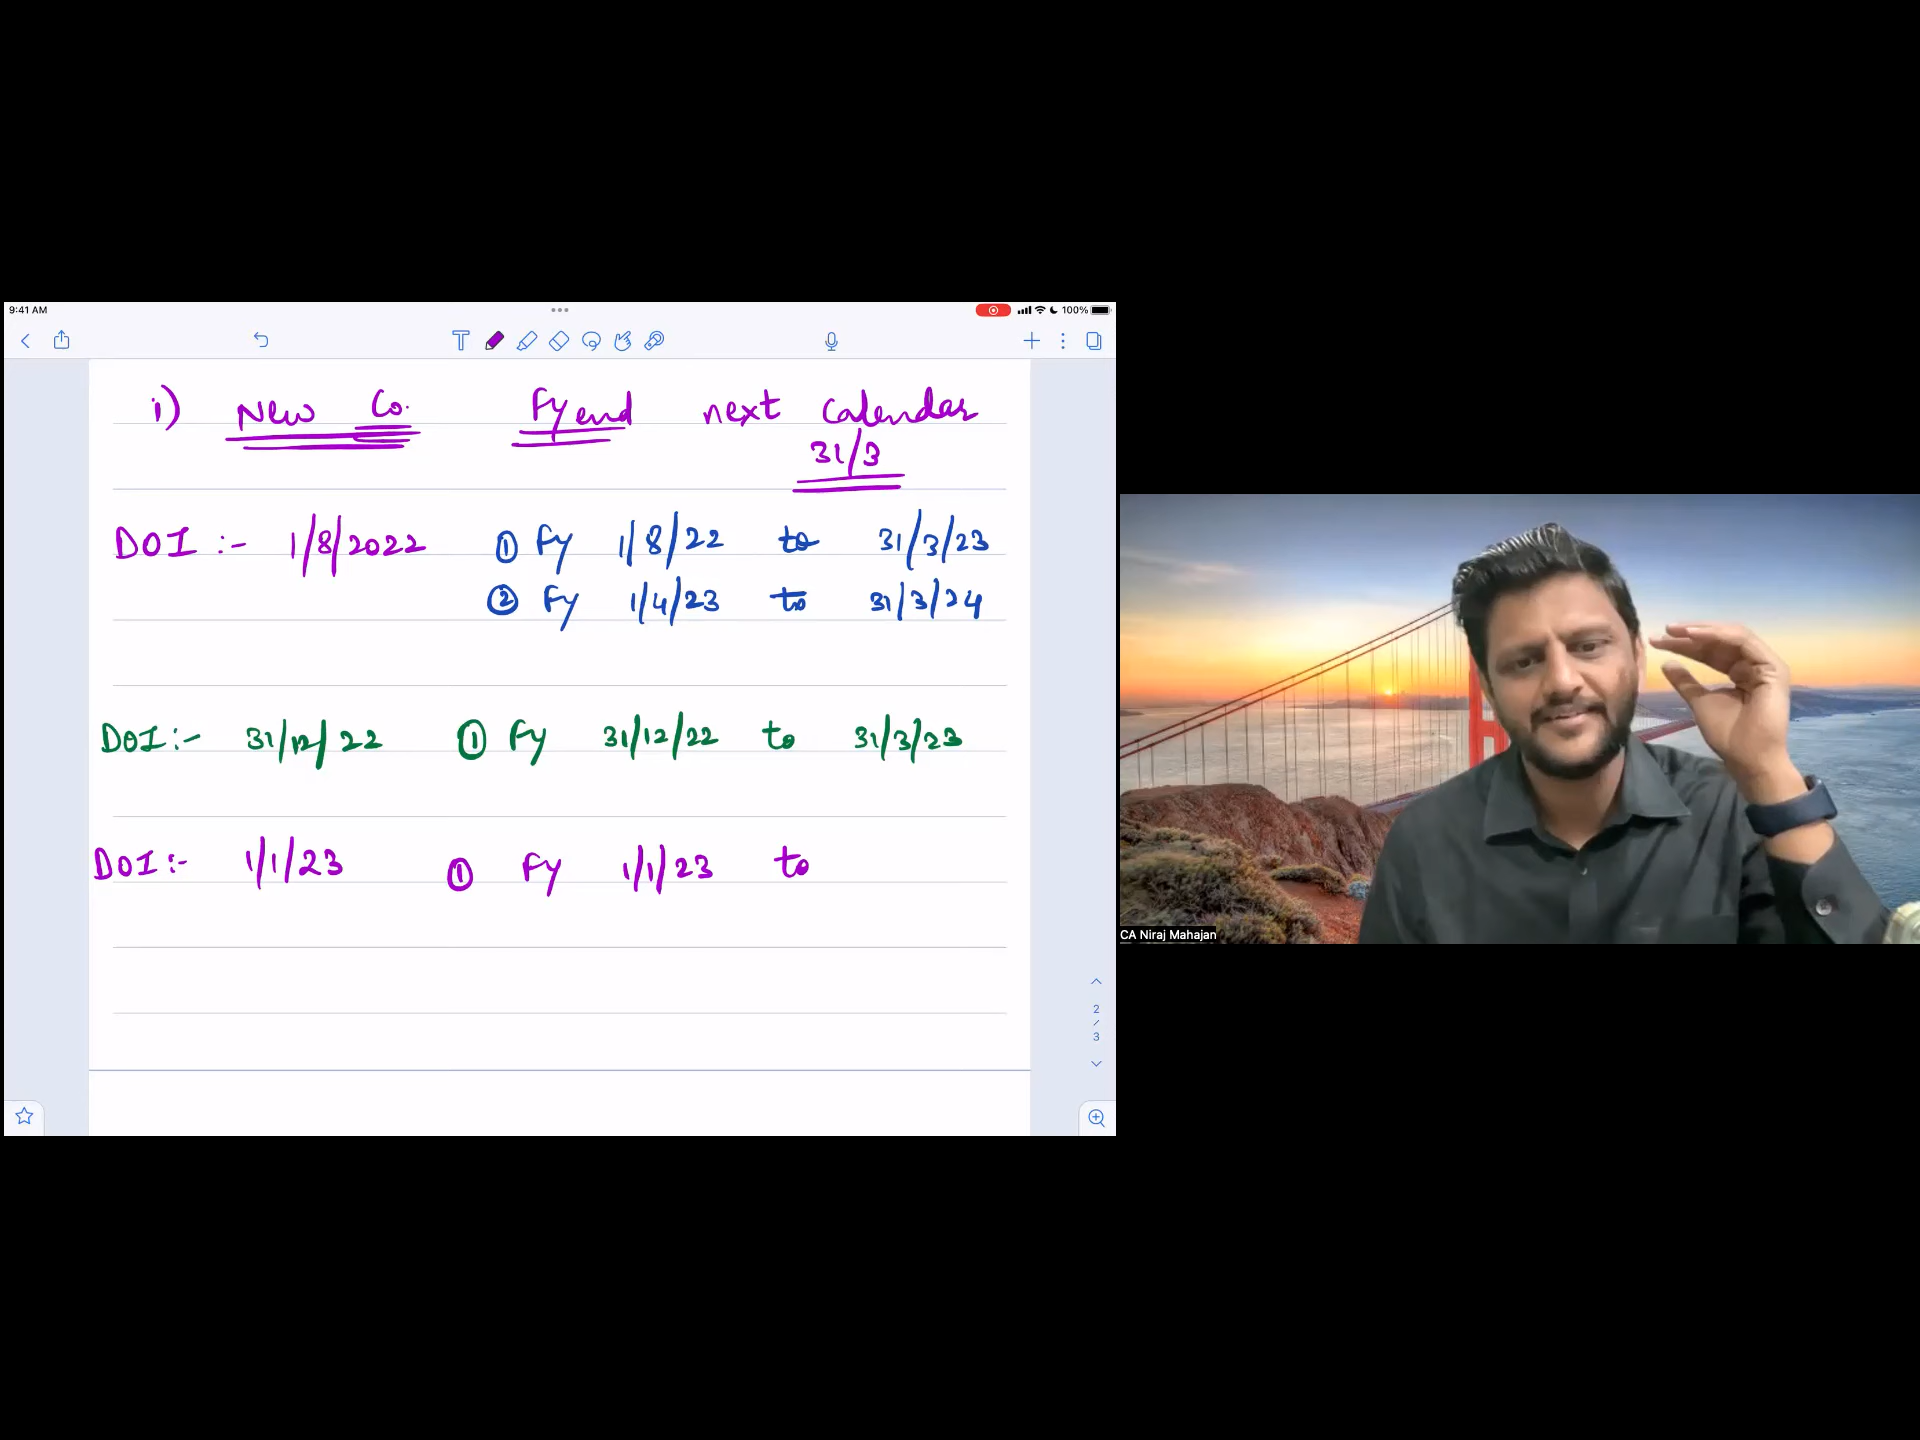 9:41 AM
100%
i) New Co. Fy end next calendar
31/3
DOI :- 1/8/2022 ① Fy 1/8/22 to 31/3/23
② Fy 1/4/23 to 31/3/24
DOI :- 31/12/22 ① Fy 31/12/22 to 31/3/23
DOI :- 1/1/23 ① Fy 1/1/23 to
CA Niraj Mahajan
2
/
3